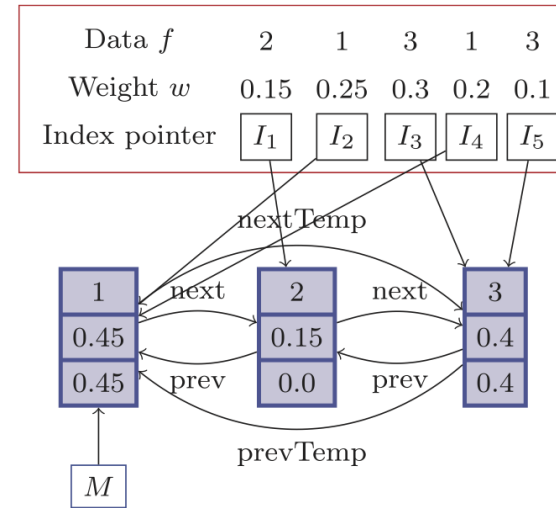 Data f 2 1 3 1 3
Weight w 0.15 0.25 0.3 0.2 0.1
Index pointer I₁ I₂ I₃ I₄ I₅
nextTemp
1 next 2 next 3
0.45 0.15 0.4
0.45 prev 0.0 prev 0.4
prevTemp
M